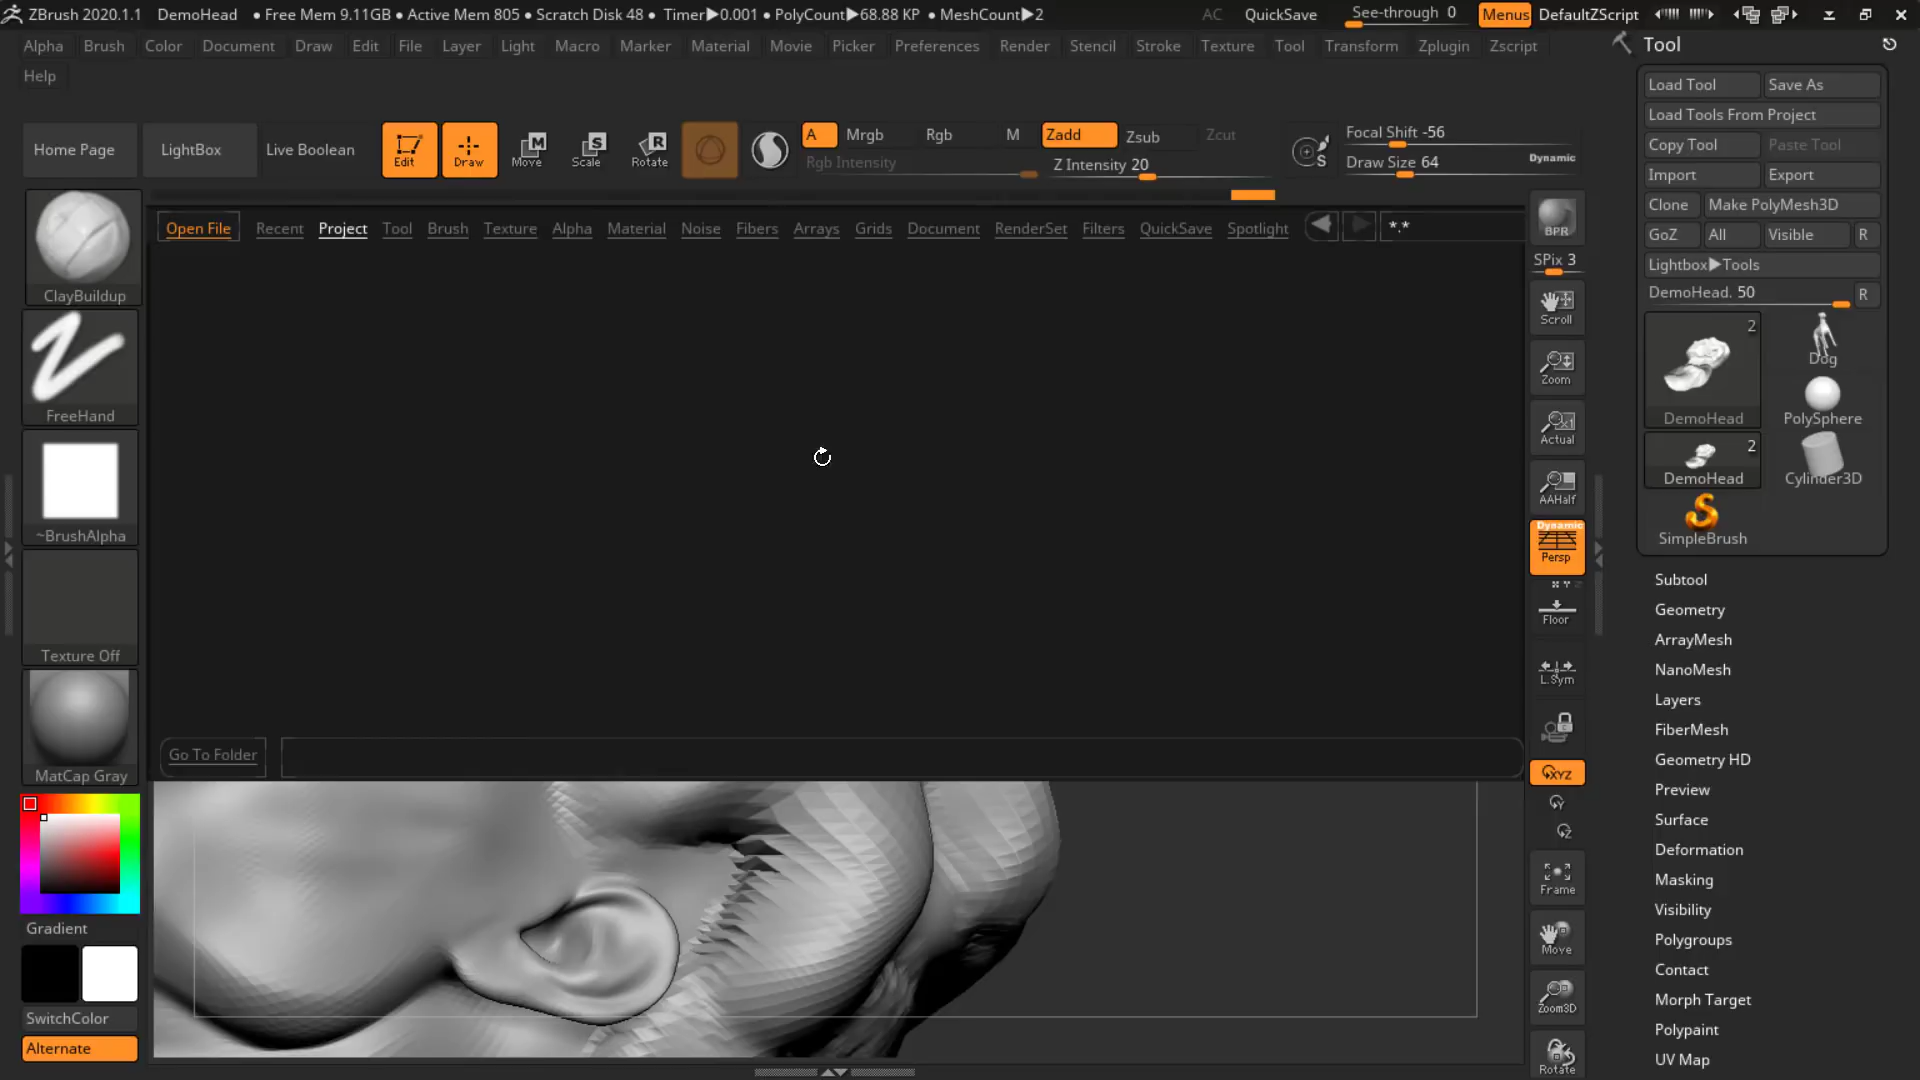 ZBrush 2020.1.1 DemoHead • Free Mem 9.11GB • Active Mem 805 • Scratch Disk 48 • Timer▶0.001 • PolyCount▶68.88 KP • MeshCount▶2 AC QuickSave See-through 0 Menus DefaultZScript
Alpha Brush Color Document Draw Edit File Layer Light Macro Marker Material Movie Picker Preferences Render Stencil Stroke Texture Tool Transform Zplugin Zscript
Help
Home Page LightBox Live Boolean Edit Draw Move Scale Rotate
M S R
A Mrgb Rgb M Zadd Zsub Zcut
Rgb Intensity Z Intensity 20
S
Focal Shift -56
Draw Size 64 Dynamic
ClayBuildup
FreeHand
~BrushAlpha
Texture Off
MatCap Gray
Gradient
SwitchColor
Alternate
Open File Recent Project Tool Brush Texture Alpha Material Noise Fibers Arrays Grids Document RenderSet Filters QuickSave Spotlight *.*
Go To Folder
BPR
SPix 3
Scroll
Zoom
x1
Actual
AAHalf
Dynamic
Persp
Floor
L.Sym
XYZ
Y
Z
Frame
Move
Zoom3D
Rotate
Tool
Load Tool Save As
Load Tools From Project
Copy Tool Paste Tool
Import Export
Clone Make PolyMesh3D
GoZ All Visible R
Lightbox▶Tools
DemoHead. 50 R
2
DemoHead
Dog
PolySphere
2
DemoHead
Cylinder3D
SimpleBrush
Subtool
Geometry
ArrayMesh
NanoMesh
Layers
FiberMesh
Geometry HD
Preview
Surface
Deformation
Masking
Visibility
Polygroups
Contact
Morph Target
Polypaint
UV Map